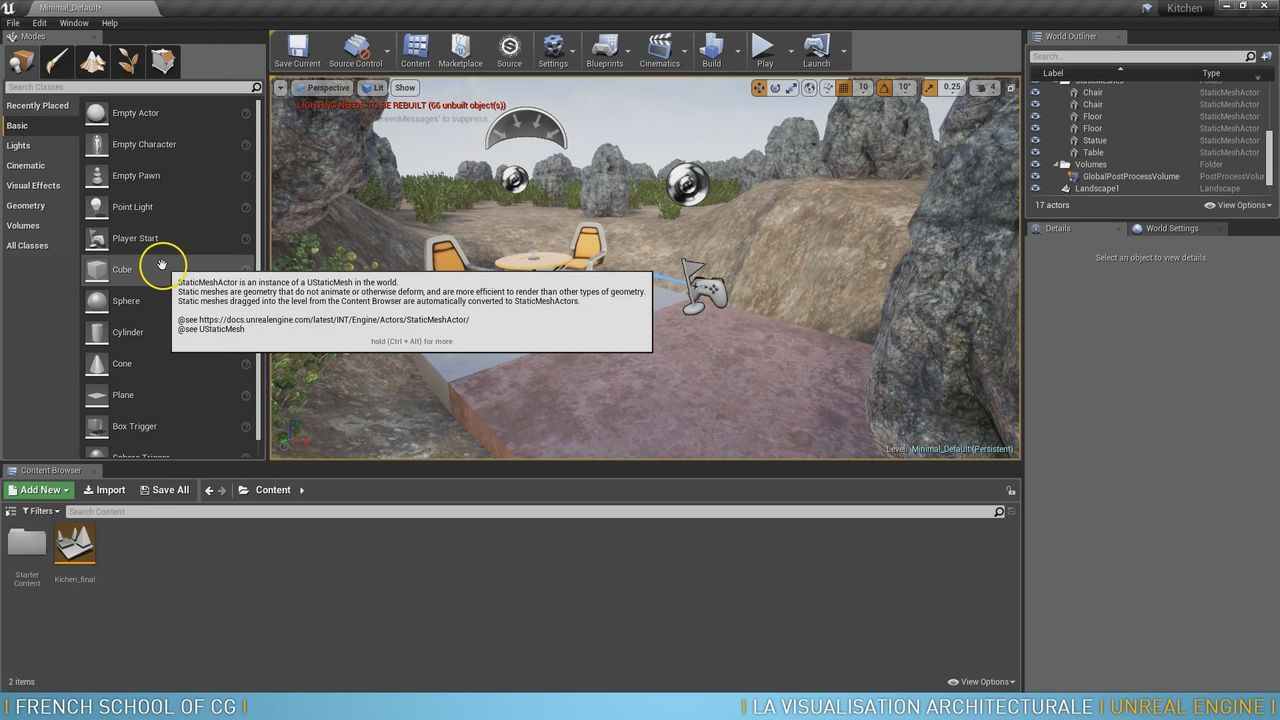 Minimal_Default*
Kitchen
File Edit Window Help
Modes
Search Classes
Recently Placed
Basic
Lights
Cinematic
Visual Effects
Geometry
Volumes
All Classes
Empty Actor
Empty Character
Empty Pawn
Point Light
Player Start
Cube
Sphere
Cylinder
Cone
Plane
Box Trigger
Sphere Trigger
Save Current
Source Control
Content
Marketplace
Source
Settings
Blueprints
Cinematics
Build
Play
Launch
Perspective
Lit
Show
10
10°
0.25
4
LIGHTING NEEDS TO BE REBUILT (66 unbuilt object(s))
ScreenMessages' to suppress
StaticMeshActor is an instance of a UStaticMesh in the world.
Static meshes are geometry that do not animate or otherwise deform, and are more efficient to render than other types of geometry.
Static meshes dragged into the level from the Content Browser are automatically converted to StaticMeshActors.
@see https://docs.unrealengine.com/latest/INT/Engine/Actors/StaticMeshActor/
@see UStaticMesh
hold (Ctrl + Alt) for more
Level: Minimal_Default (Persistent)
World Outliner
Search...
Label Type
Chair StaticMeshActor
Chair StaticMeshActor
Floor StaticMeshActor
Floor StaticMeshActor
Statue StaticMeshActor
Table StaticMeshActor
Volumes Folder
GlobalPostProcessVolume PostProcessVolu
Landscape1 Landscape
17 actors
View Options
Details
World Settings
Select an object to view details.
Content Browser
Add New
Import
Save All
Content
Filters
Search Content
Starter
Content
Kichen_final
2 items
View Options
| FRENCH SCHOOL OF CG |
| LA VISUALISATION ARCHITECTURALE | UNREAL ENGINE |